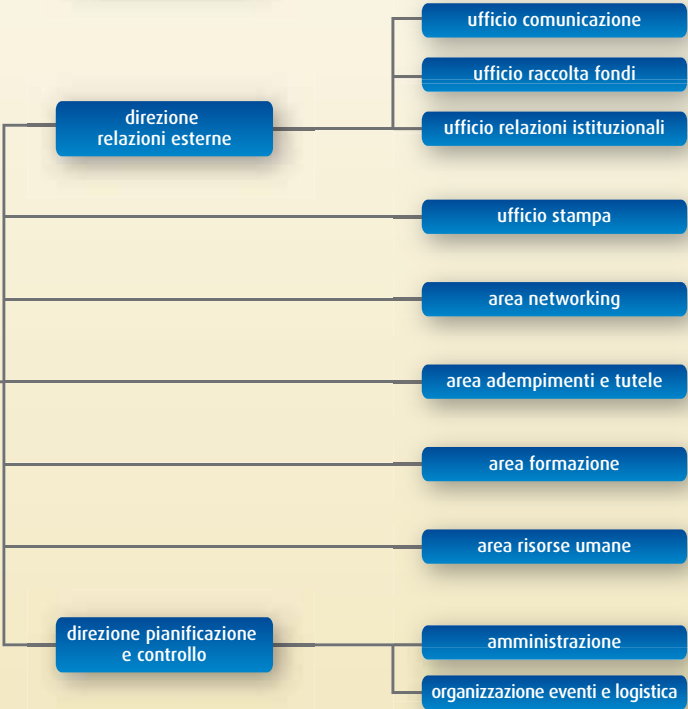 ufficio comunicazione
ufficio raccolta fondi
direzione
relazioni esterne
ufficio relazioni istituzionali
ufficio stampa
area networking
area adempimenti e tutele
area formazione
area risorse umane
direzione pianificazione
e controllo
amministrazione
organizzazione eventi e logistica